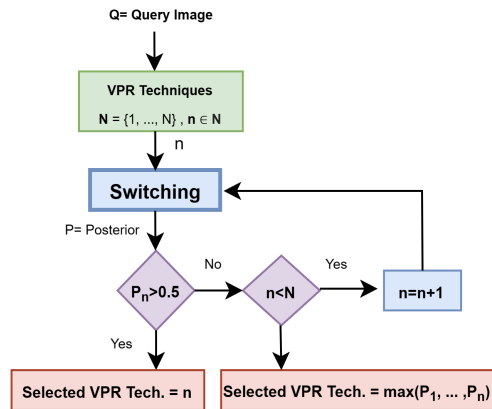 Q= Query Image
VPR Techniques
N = {1, ..., N} , n ∈ N
n
Switching
P= Posterior
Pn>0.5
No
n<N
Yes
n=n+1
Yes
Selected VPR Tech. = n
Selected VPR Tech. = max(P1, ... ,Pn)